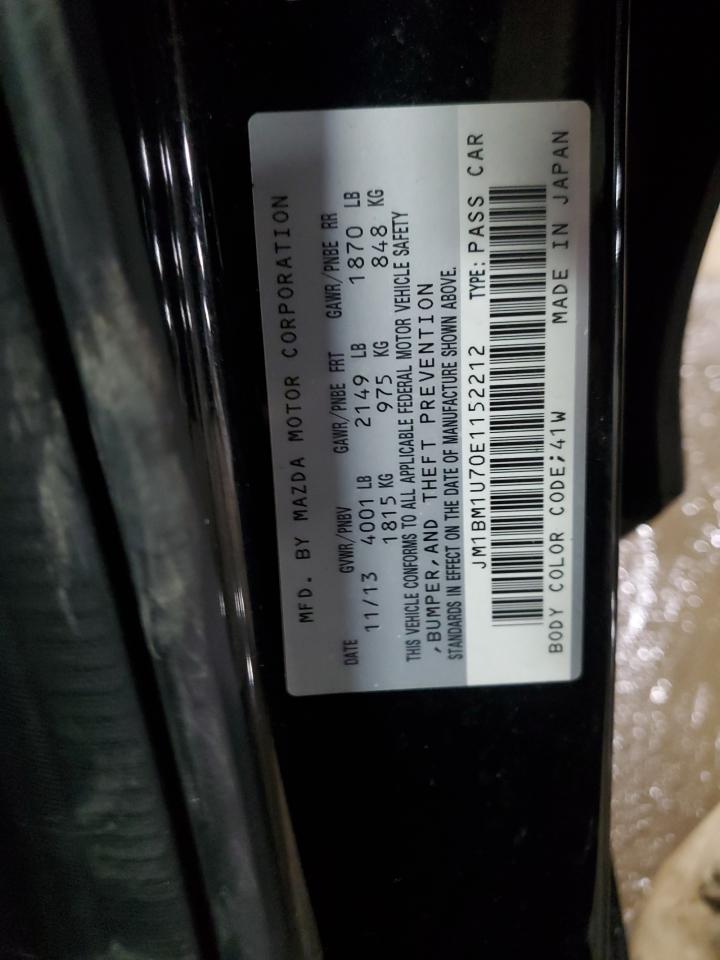 MFD. BY MAZDA MOTOR CORPORATION
DATE GVWR/PNBV GAWR/PNBE FRT GAWR/PNBE RR
11/13 4001 LB 2149 LB 1870 LB
1815 KG 975 KG 848 KG
THIS VEHICLE CONFORMS TO ALL APPLICABLE FEDERAL MOTOR VEHICLE SAFETY
,BUMPER,AND THEFT PREVENTION
STANDARDS IN EFFECT ON THE DATE OF MANUFACTURE SHOWN ABOVE.
JM1BM1U70E1152212 TYPE: PASS CAR
BODY COLOR CODE;41W MADE IN JAPAN